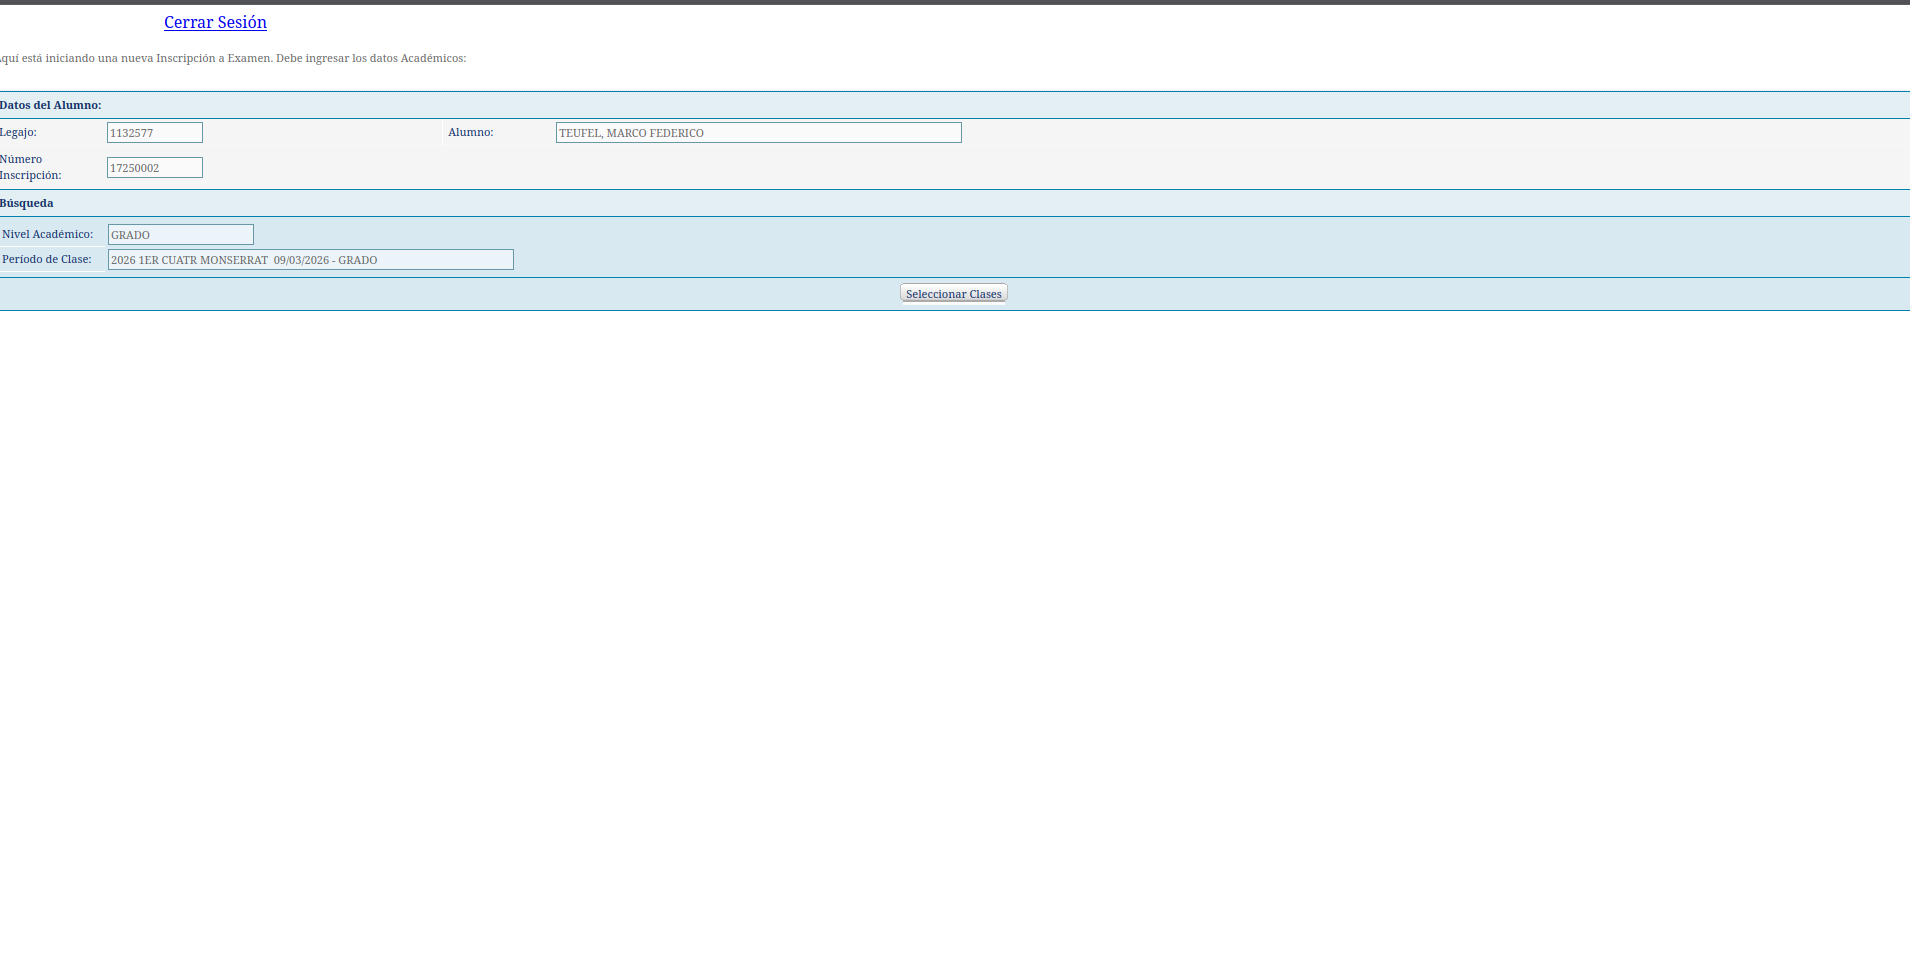 Cerrar Sesión
Aquí está iniciando una nueva Inscripción a Examen. Debe ingresar los datos Académicos:
Datos del Alumno:
Legajo: 1132577 Alumno: TEUFEL, MARCO FEDERICO
Número
Inscripción: 17250002
Búsqueda
Nivel Académico: GRADO
Período de Clase: 2026 1ER CUATR MONSERRAT 09/03/2026 - GRADO
Seleccionar Clases